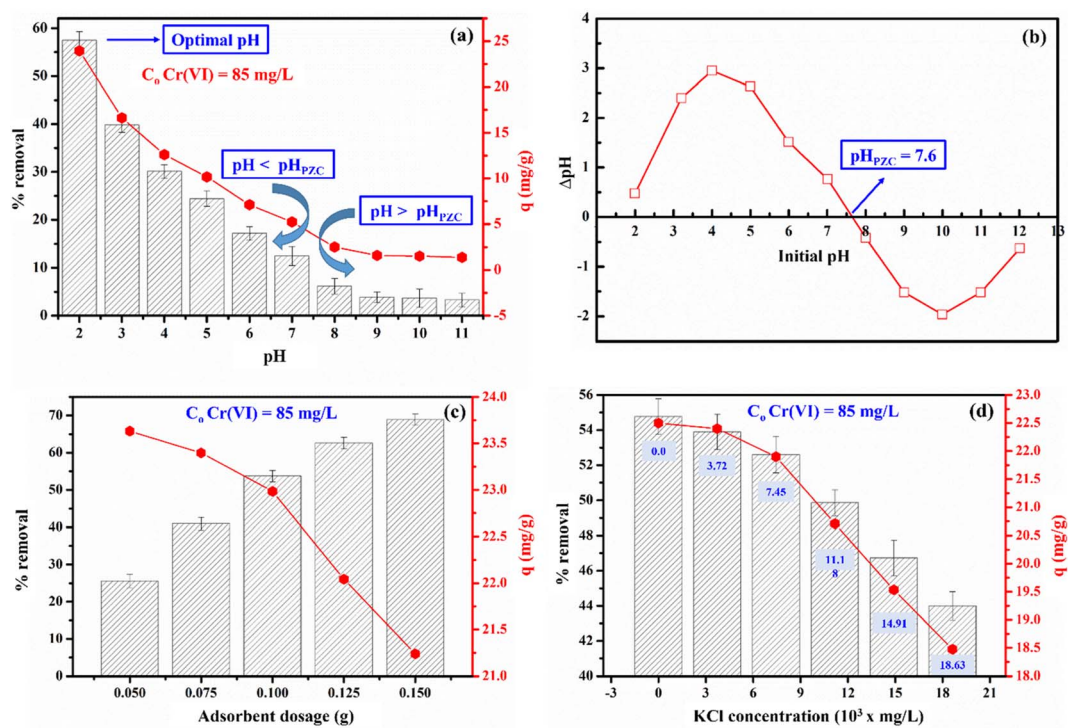 (a)
Optimal pH
C₀ Cr(VI) = 85 mg/L
pH < pH_PZC
pH > pH_PZC
% removal
60
50
40
30
20
10
0
25
20
15
10
5
0
-5
q (mg/g)
2 3 4 5 6 7 8 9 10 11
pH
(b)
pH_PZC = 7.6
ΔpH
4
3
2
1
0
-1
-2
1 2 3 4 5 6 7 8 9 10 11 12 13
Initial pH
(c)
C₀ Cr(VI) = 85 mg/L
% removal
70
60
50
40
30
20
10
0
24.0
23.5
23.0
22.5
22.0
21.5
21.0
q (mg/g)
0.050 0.075 0.100 0.125 0.150
Adsorbent dosage (g)
(d)
C₀ Cr(VI) = 85 mg/L
% removal
56
54
52
50
48
46
44
42
40
0.0
3.72
7.45
11.1
8
14.91
18.63
23.0
22.5
22.0
21.5
21.0
20.5
20.0
19.5
19.0
18.5
18.0
q (mg/g)
-3 0 3 6 9 12 15 18 21
KCl concentration (10³ x mg/L)